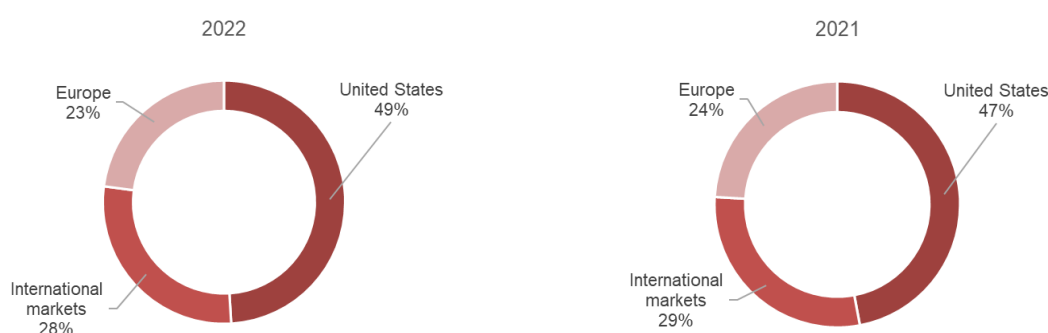 2022
Europe
23%
United States
49%
International
markets
28%
2021
Europe
24%
United States
47%
International
markets
29%